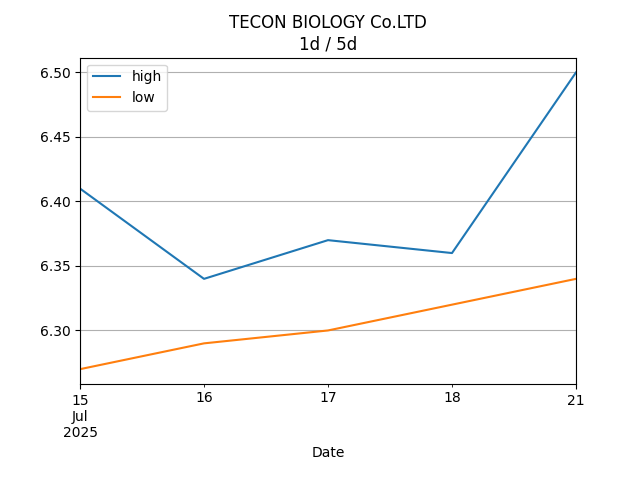 TECON BIOLOGY Co.LTD
1d / 5d
high
low
6.50
6.45
6.40
6.35
6.30
15 16 17 18 21
Jul
2025
Date